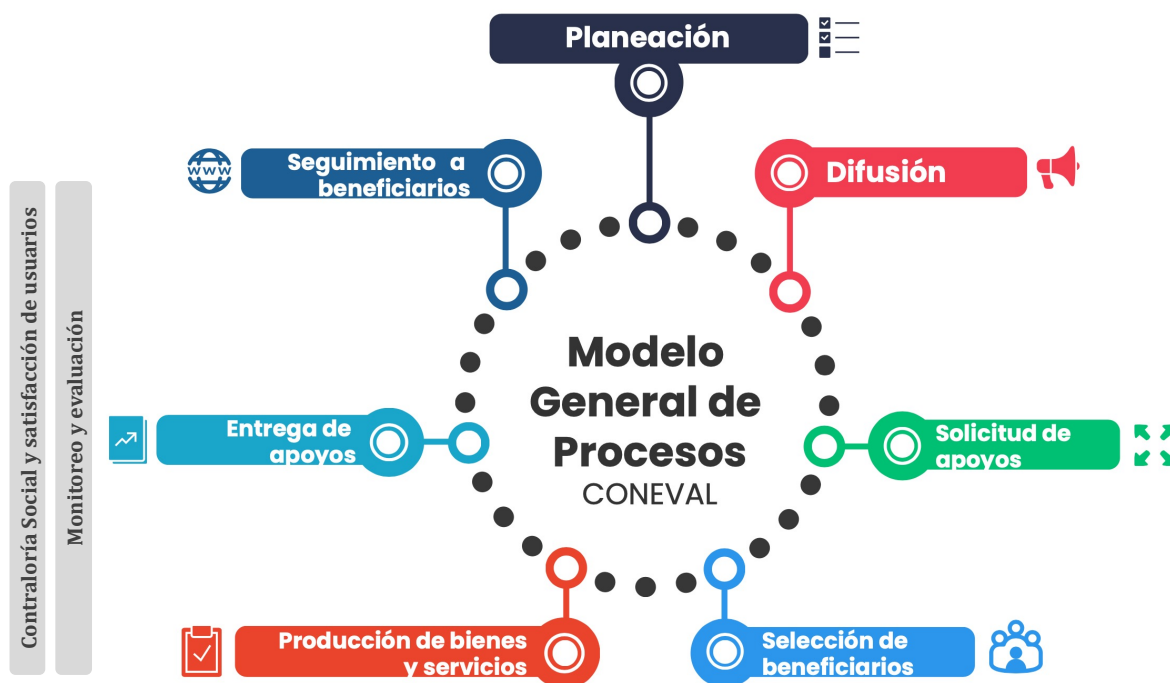 Planeación
Difusión
Solicitud de
apoyos
Selección de
beneficiarios
Producción de bienes
y servicios
Entrega de
apoyos
Seguimiento a
beneficiarios
www
Modelo
General de
Procesos
CONEVAL
Contraloría Social y satisfacción de usuarios
Monitoreo y evaluación